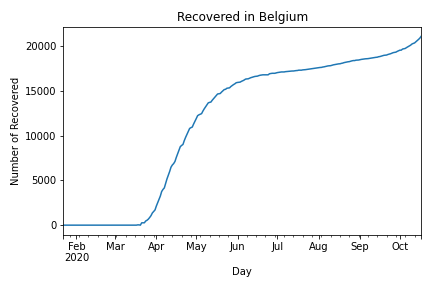 Recovered in Belgium
Number of Recovered
20000
15000
10000
5000
0
Feb Mar Apr May Jun Jul Aug Sep Oct
2020
Day